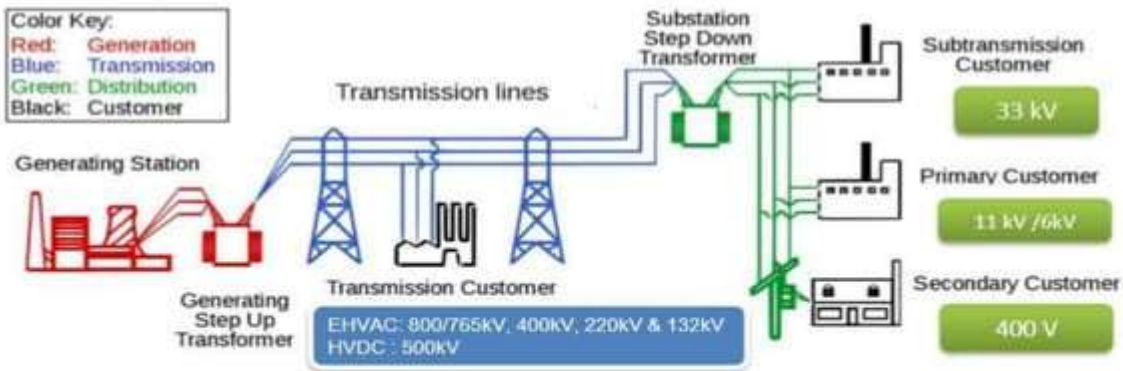 Color Key:
Red: Generation
Blue: Transmission
Green: Distribution
Black: Customer
Generating Station
Generating
Step Up
Transformer
Transmission lines
Transmission Customer
EHVAC: 800/765kV, 400kV, 220kV & 132kV
HVDC : 500kV
Substation
Step Down
Transformer
Subtransmission
Customer
33 kV
Primary Customer
11 kV /6kV
Secondary Customer
400 V